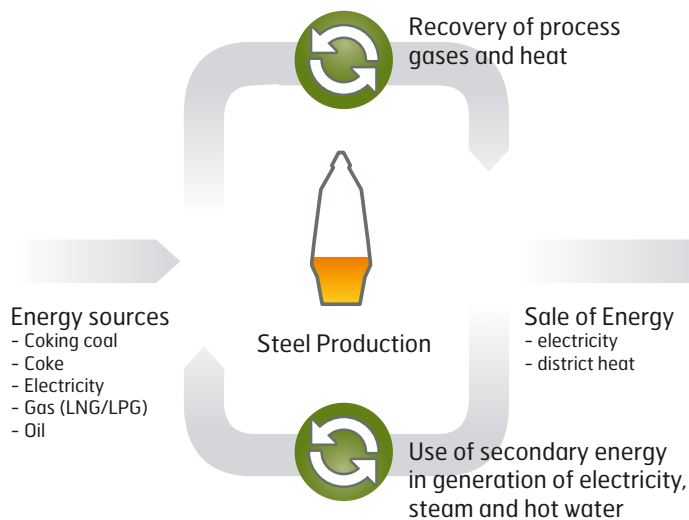 Recovery of process
gases and heat
Energy sources
- Coking coal
- Coke
- Electricity
- Gas (LNG/LPG)
- Oil
Steel Production
Sale of Energy
- electricity
- district heat
Use of secondary energy
in generation of electricity,
steam and hot water